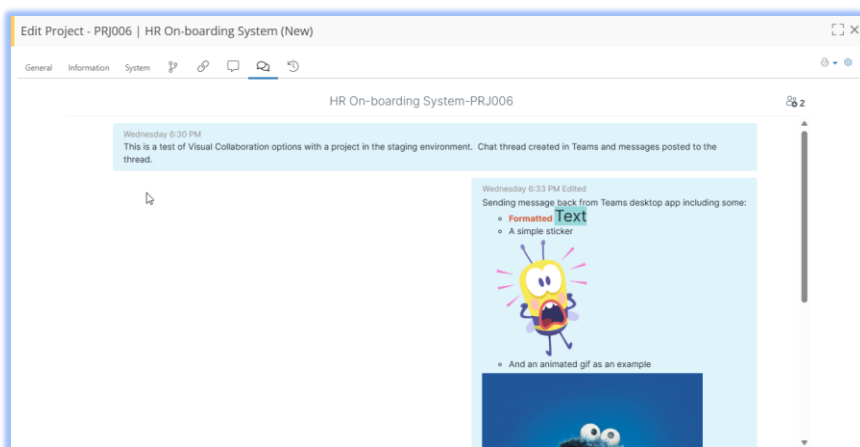 Edit Project - PRJ006 | HR On-boarding System (New)
General Information System
HR On-boarding System-PRJ006
2
Wednesday 6:30 PM
This is a test of Visual Collaboration options with a project in the staging environment. Chat thread created in Teams and messages posted to the
thread.
Wednesday 6:33 PM Edited
Sending message back from Teams desktop app including some:
Formatted Text
A simple sticker
And an animated gif as an example